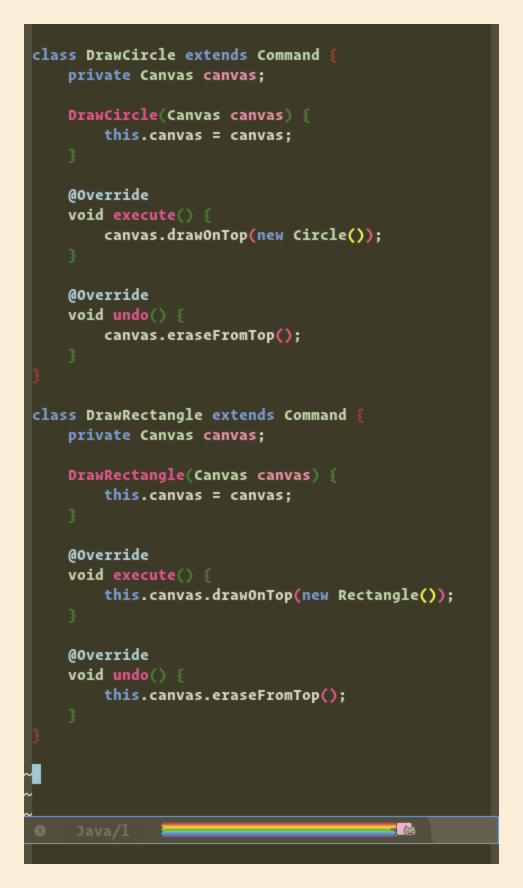 class DrawCircle extends Command {
    private Canvas canvas;

    DrawCircle(Canvas canvas) {
        this.canvas = canvas;
    }

    @Override
    void execute() {
        canvas.drawOnTop(new Circle());
    }

    @Override
    void undo() {
        canvas.eraseFromTop();
    }
}

class DrawRectangle extends Command {
    private Canvas canvas;

    DrawRectangle(Canvas canvas) {
        this.canvas = canvas;
    }

    @Override
    void execute() {
        this.canvas.drawOnTop(new Rectangle());
    }

    @Override
    void undo() {
        this.canvas.eraseFromTop();
    }
}
~
~
~
Java/l